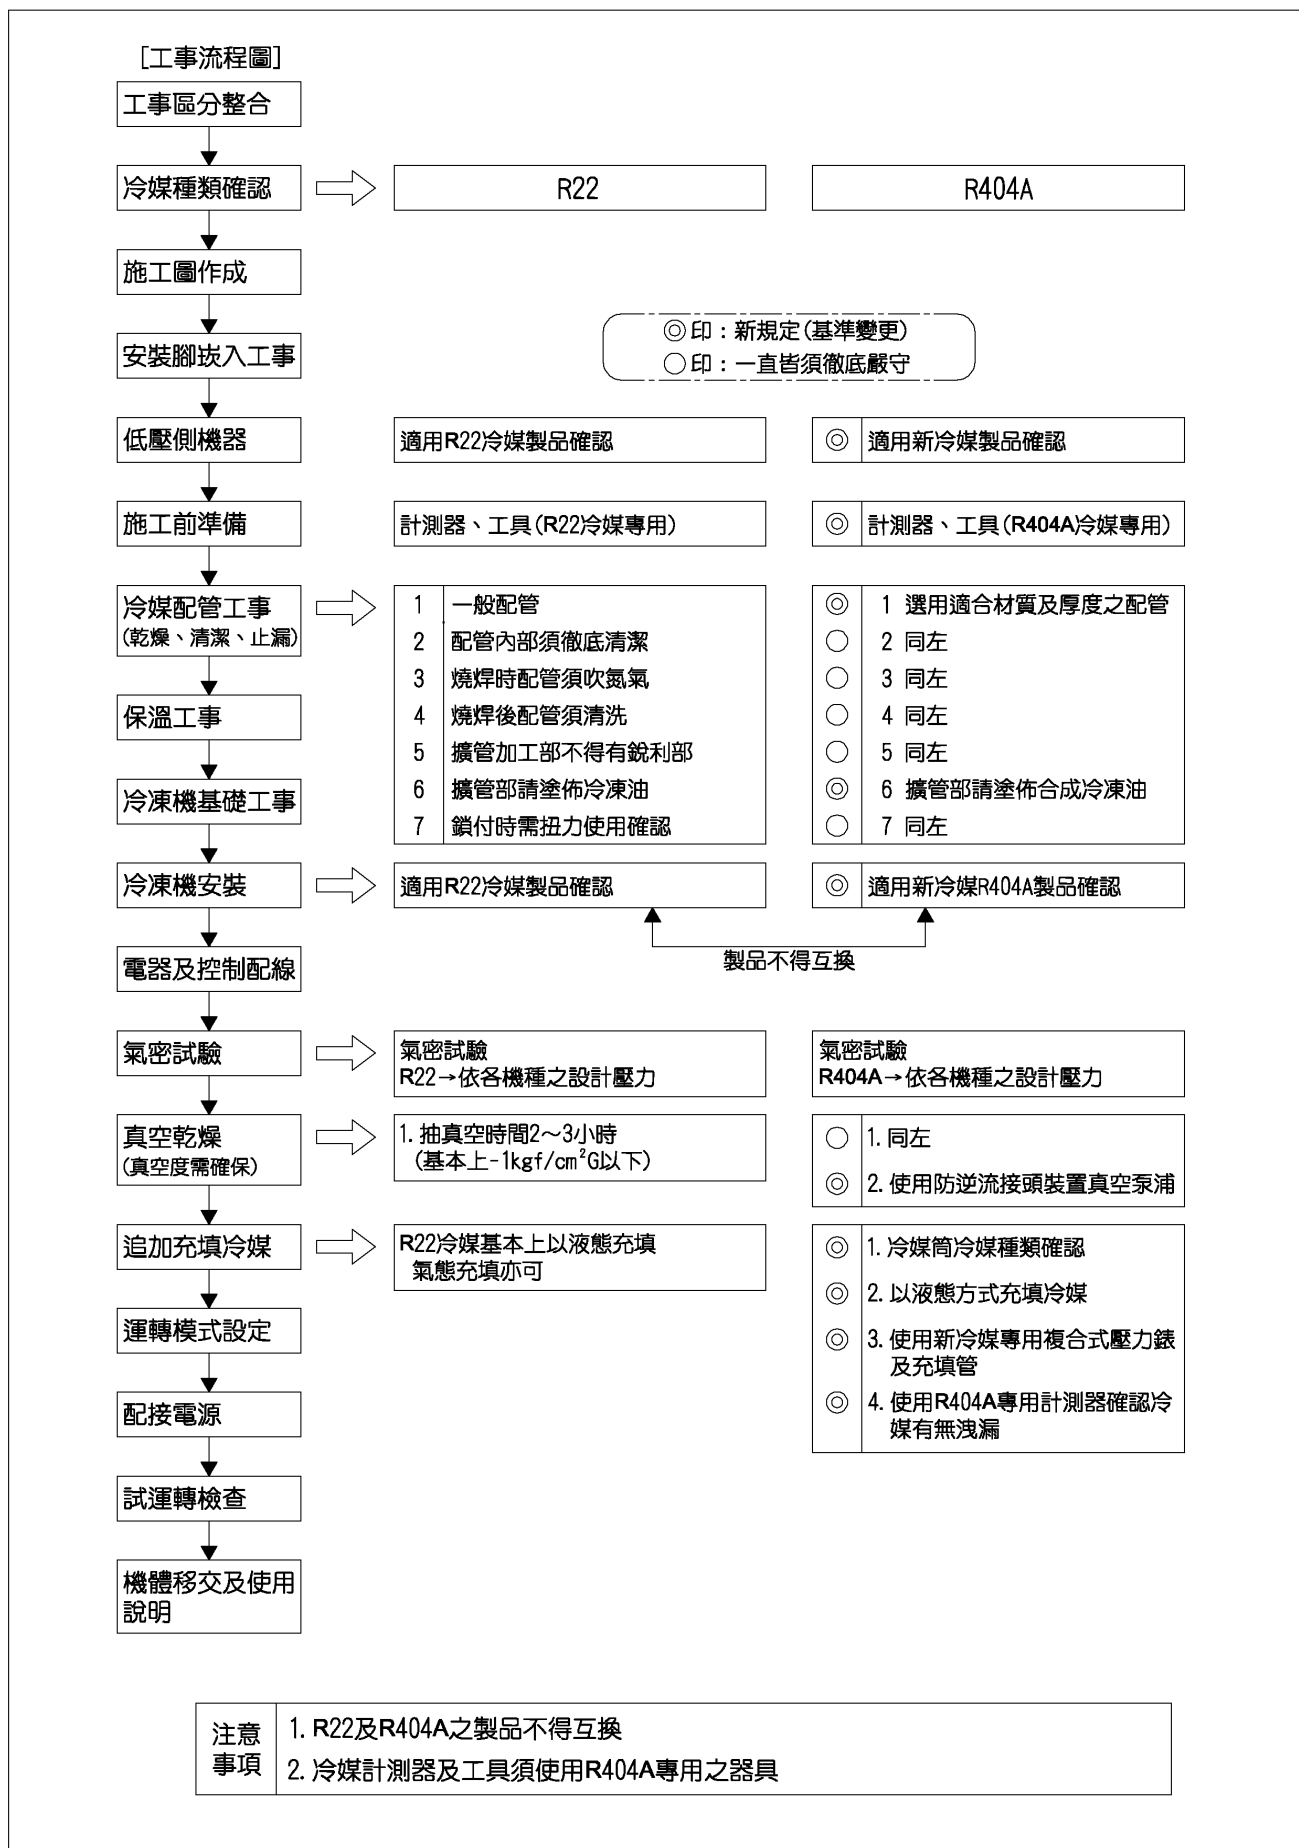 [工事流程圖]
工事區分整合
冷媒種類確認
R22
R404A
施工圖作成
◎印：新規定(基準變更)
○印：一直皆須徹底嚴守
安裝腳崁入工事
低壓側機器
適用R22冷媒製品確認
◎ 適用新冷媒製品確認
施工前準備
計測器、工具(R22冷媒專用)
◎ 計測器、工具(R404A冷媒專用)
冷媒配管工事
(乾燥、清潔、止漏)
1 一般配管
◎ 1 選用適合材質及厚度之配管
2 配管內部須徹底清潔
○ 2 同左
3 燒焊時配管須吹氮氣
○ 3 同左
4 燒焊後配管須清洗
○ 4 同左
5 擴管加工部不得有銳利部
○ 5 同左
6 擴管部請塗佈冷凍油
◎ 6 擴管部請塗佈合成冷凍油
7 鎖付時需扭力使用確認
○ 7 同左
保溫工事
冷凍機基礎工事
冷凍機安裝
適用R22冷媒製品確認
◎ 適用新冷媒R404A製品確認
製品不得互換
電器及控制配線
氣密試驗
氣密試驗
R22→依各機種之設計壓力
氣密試驗
R404A→依各機種之設計壓力
真空乾燥
(真空度需確保)
1. 抽真空時間2～3小時
(基本上-1kgf/cm²G以下)
○ 1. 同左
◎ 2. 使用防逆流接頭裝置真空泵浦
追加充填冷媒
R22冷媒基本上以液態充填
氣態充填亦可
◎ 1. 冷媒筒冷媒種類確認
◎ 2. 以液態方式充填冷媒
◎ 3. 使用新冷媒專用複合式壓力錶
及充填管
◎ 4. 使用R404A專用計測器確認冷
媒有無洩漏
運轉模式設定
配接電源
試運轉檢查
機體移交及使用
說明
注意
事項
1. R22及R404A之製品不得互換
2. 冷媒計測器及工具須使用R404A專用之器具